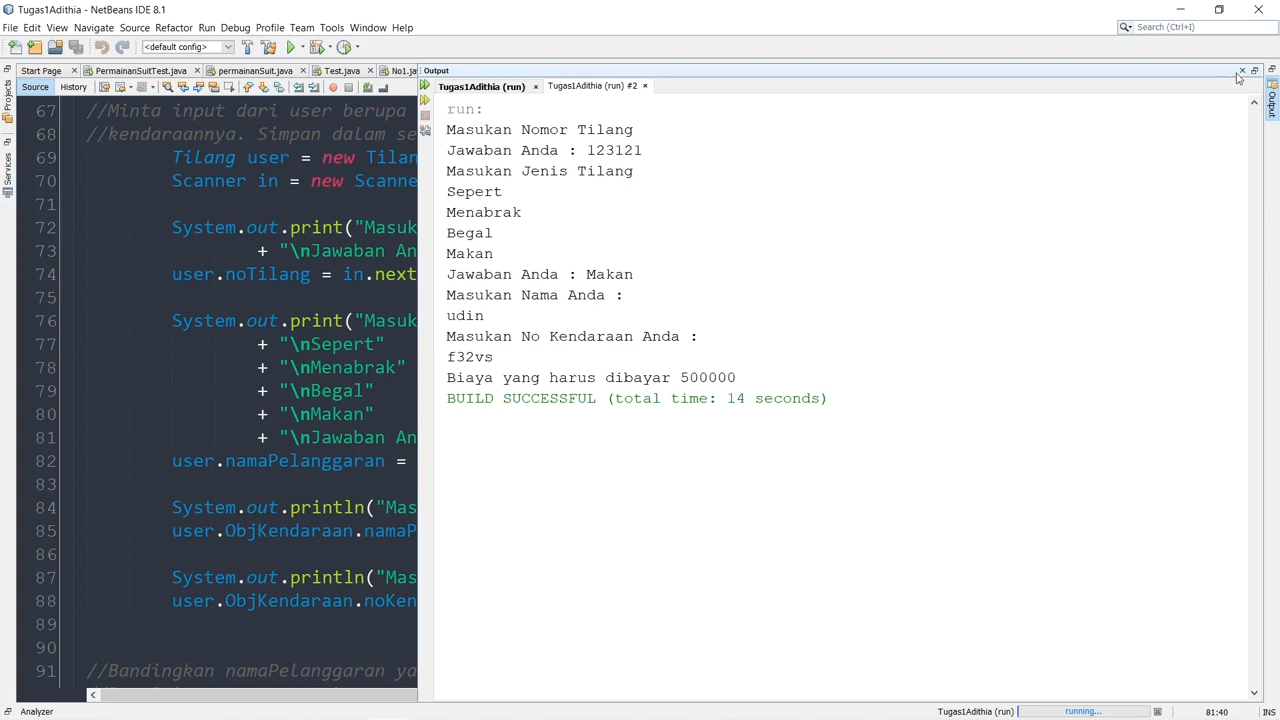 Tugas1Adithia - NetBeans IDE 8.1
File Edit View Navigate Source Refactor Run Debug Profile Team Tools Window Help
Search (Ctrl+I)
<default config>
Start Page PermainanSuitTest.java permainanSuit.java Test.java No1.java
Output
Source History
Tugas1Adithia (run) Tugas1Adithia (run) #2
Projects
Services
Output
67 //Minta input dari user berupa
68 //kendaraannya. Simpan dalam se
69 Tilang user = new Tilan
70 Scanner in = new Scanne
71
72 System.out.print("Masuk
73 + "\nJawaban An
74 user.noTilang = in.next
75
76 System.out.print("Masuk
77 + "\nSepert"
78 + "\nMenabrak"
79 + "\nBegal"
80 + "\nMakan"
81 + "\nJawaban An
82 user.namaPelanggaran =
83
84 System.out.println("Mas
85 user.ObjKendaraan.namaP
86
87 System.out.println("Mas
88 user.ObjKendaraan.noKen
89
90
91 //Bandingkan namaPelanggaran ya
run:
Masukan Nomor Tilang
Jawaban Anda : 123121
Masukan Jenis Tilang
Sepert
Menabrak
Begal
Makan
Jawaban Anda : Makan
Masukan Nama Anda :
udin
Masukan No Kendaraan Anda :
f32vs
Biaya yang harus dibayar 500000
BUILD SUCCESSFUL (total time: 14 seconds)
Analyzer
Tugas1Adithia (run) running... 81:40 INS